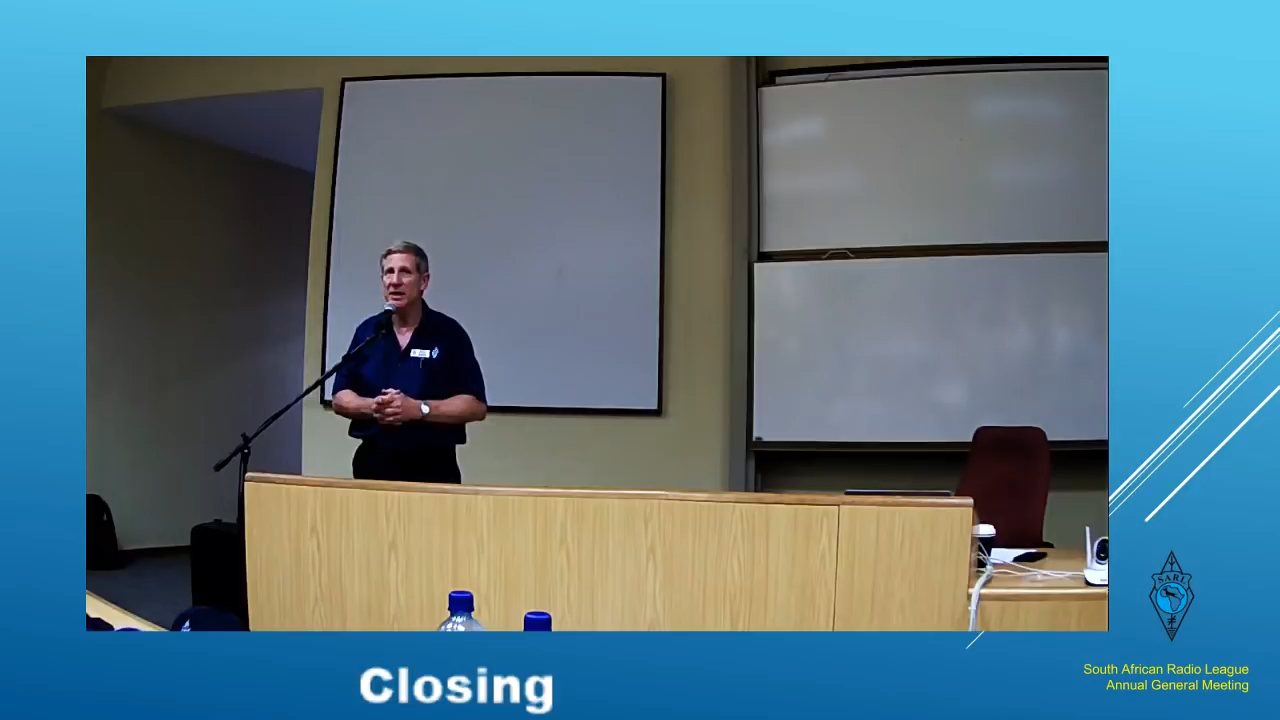 SARL
South African Radio League
Annual General Meeting
Closing